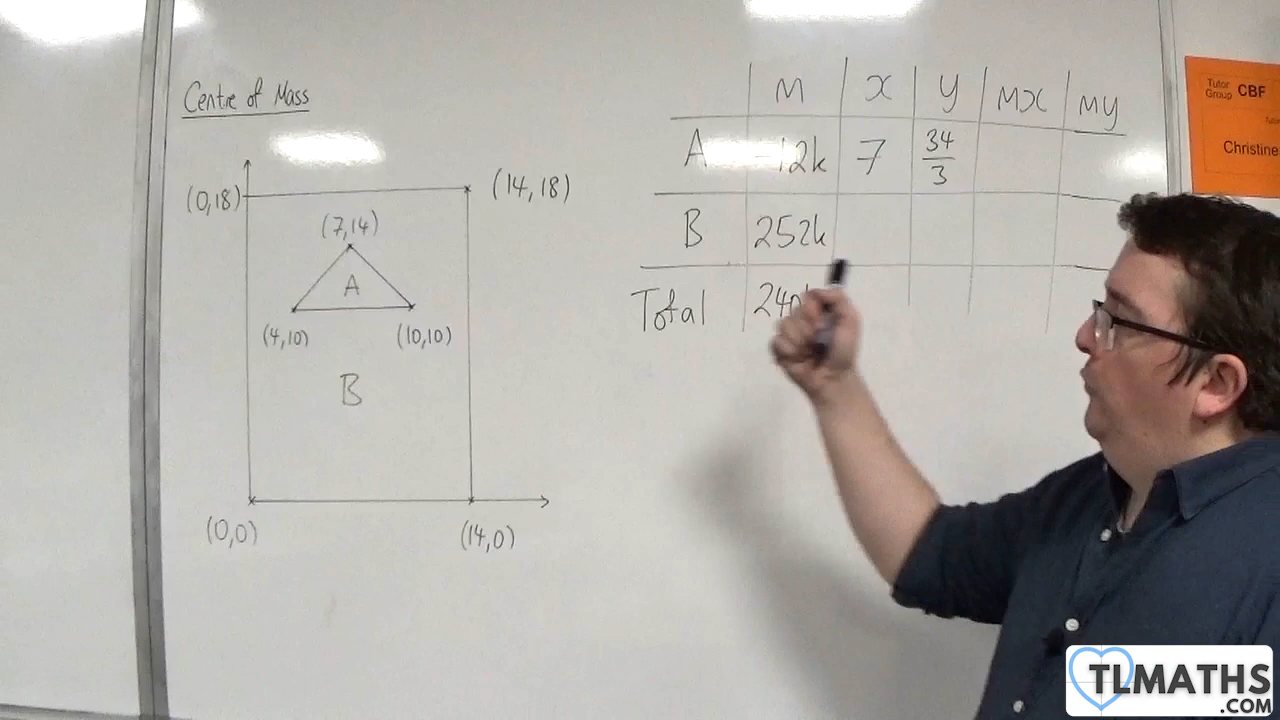 Centre of Mass
(0,18)
(14,18)
(7,14)
A
(4,10)
(10,10)
B
(0,0)
(14,0)
M x y Mx My
A -12k 7 34/3
B 252k
Total
Tutor Group CBF
Christine
TLMATHS
.COM